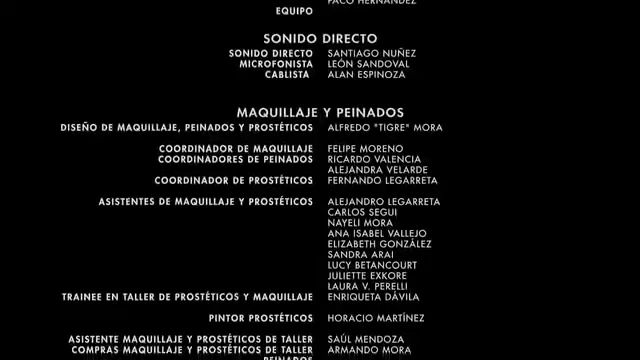 PACO HERNÁNDEZ
EQUIPO
SONIDO DIRECTO
SONIDO DIRECTO SANTIAGO NUÑEZ
MICROFONISTA LEÓN SANDOVAL
CABLISTA ALAN ESPINOZA
MAQUILLAJE Y PEINADOS
DISEÑO DE MAQUILLAJE, PEINADOS Y PROSTÉTICOS ALFREDO "TIGRE" MORA
COORDINADOR DE MAQUILLAJE FELIPE MORENO
COORDINADORES DE PEINADOS RICARDO VALENCIA
ALEJANDRA VELARDE
COORDINADOR DE PROSTÉTICOS FERNANDO LEGARRETA
ASISTENTES DE MAQUILLAJE Y PROSTÉTICOS ALEJANDRO LEGARRETA
CARLOS SEGUI
NAYELI MORA
ANA ISABEL VALLEJO
ELIZABETH GONZÁLEZ
SANDRA ARAI
LUCY BETANCOURT
JULIETTE EXKORE
LAURA V. PERELLI
TRAINEE EN TALLER DE PROSTÉTICOS Y MAQUILLAJE ENRIQUETA DÁVILA
PINTOR PROSTÉTICOS HORACIO MARTÍNEZ
ASISTENTE MAQUILLAJE Y PROSTÉTICOS DE TALLER SAÚL MENDOZA
COMPRAS MAQUILLAJE Y PROSTÉTICOS DE TALLER ARMANDO MORA
PEINADOS